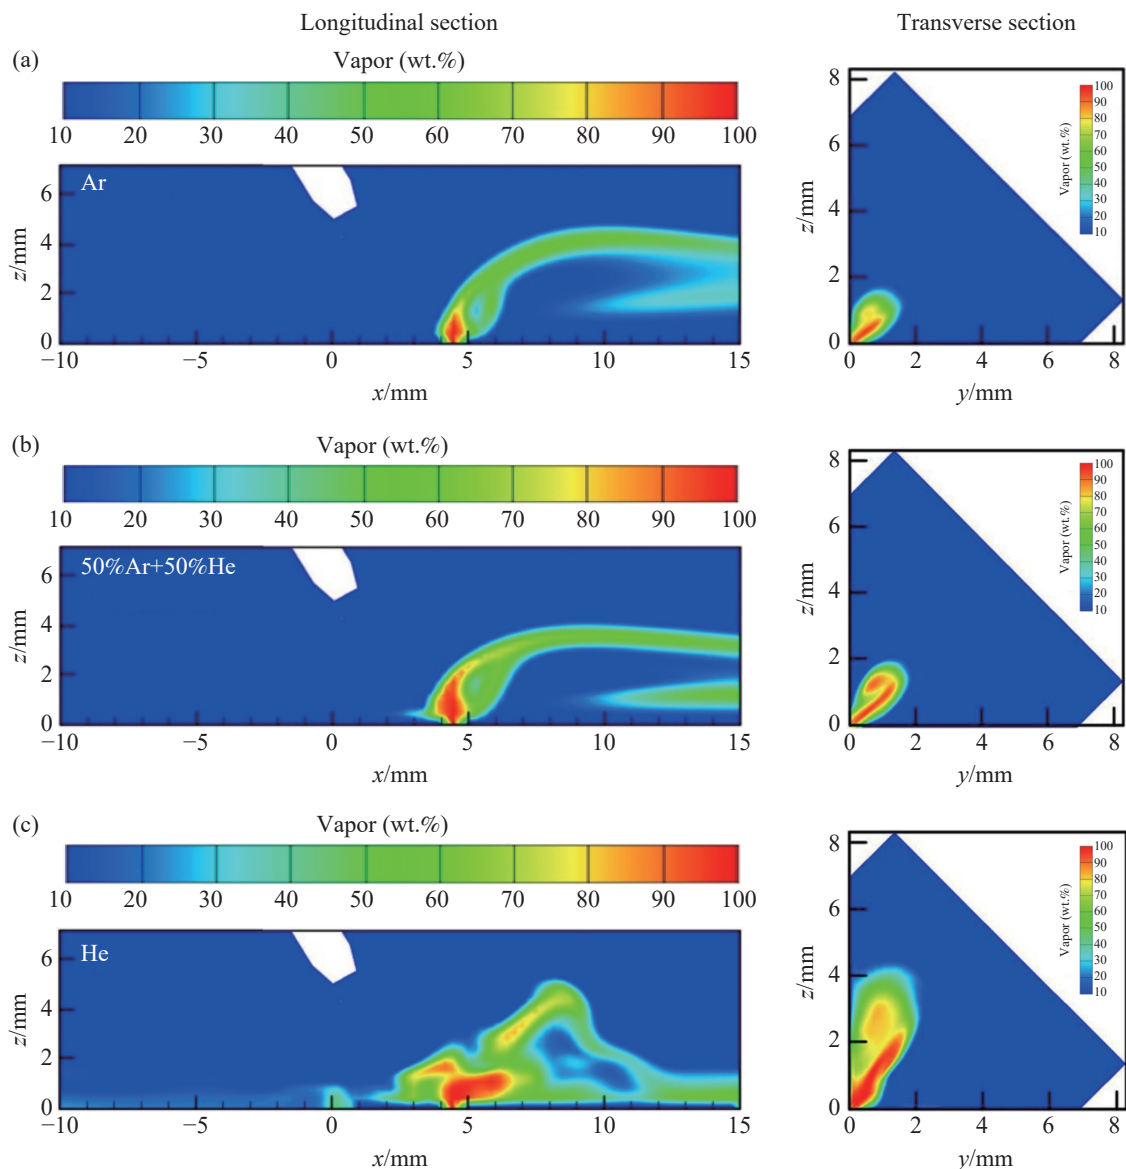 Longitudinal section
Transverse section
(a)
Vapor (wt.%)
10 20 30 40 50 60 70 80 90 100
Ar
z/mm
6
4
2
0
−10 −5 0 5 10 15
x/mm
z/mm
8
6
4
2
0
0 2 4 6 8
y/mm
Vapor (wt.%)
100
90
80
70
60
50
40
30
20
10
(b)
Vapor (wt.%)
10 20 30 40 50 60 70 80 90 100
50%Ar+50%He
z/mm
6
4
2
0
−10 −5 0 5 10 15
x/mm
z/mm
8
6
4
2
0
0 2 4 6 8
y/mm
Vapor (wt.%)
100
90
80
70
60
50
40
30
20
10
(c)
Vapor (wt.%)
10 20 30 40 50 60 70 80 90 100
He
z/mm
6
4
2
0
−10 −5 0 5 10 15
x/mm
z/mm
8
6
4
2
0
0 2 4 6 8
y/mm
Vapor (wt.%)
100
90
80
70
60
50
40
30
20
10